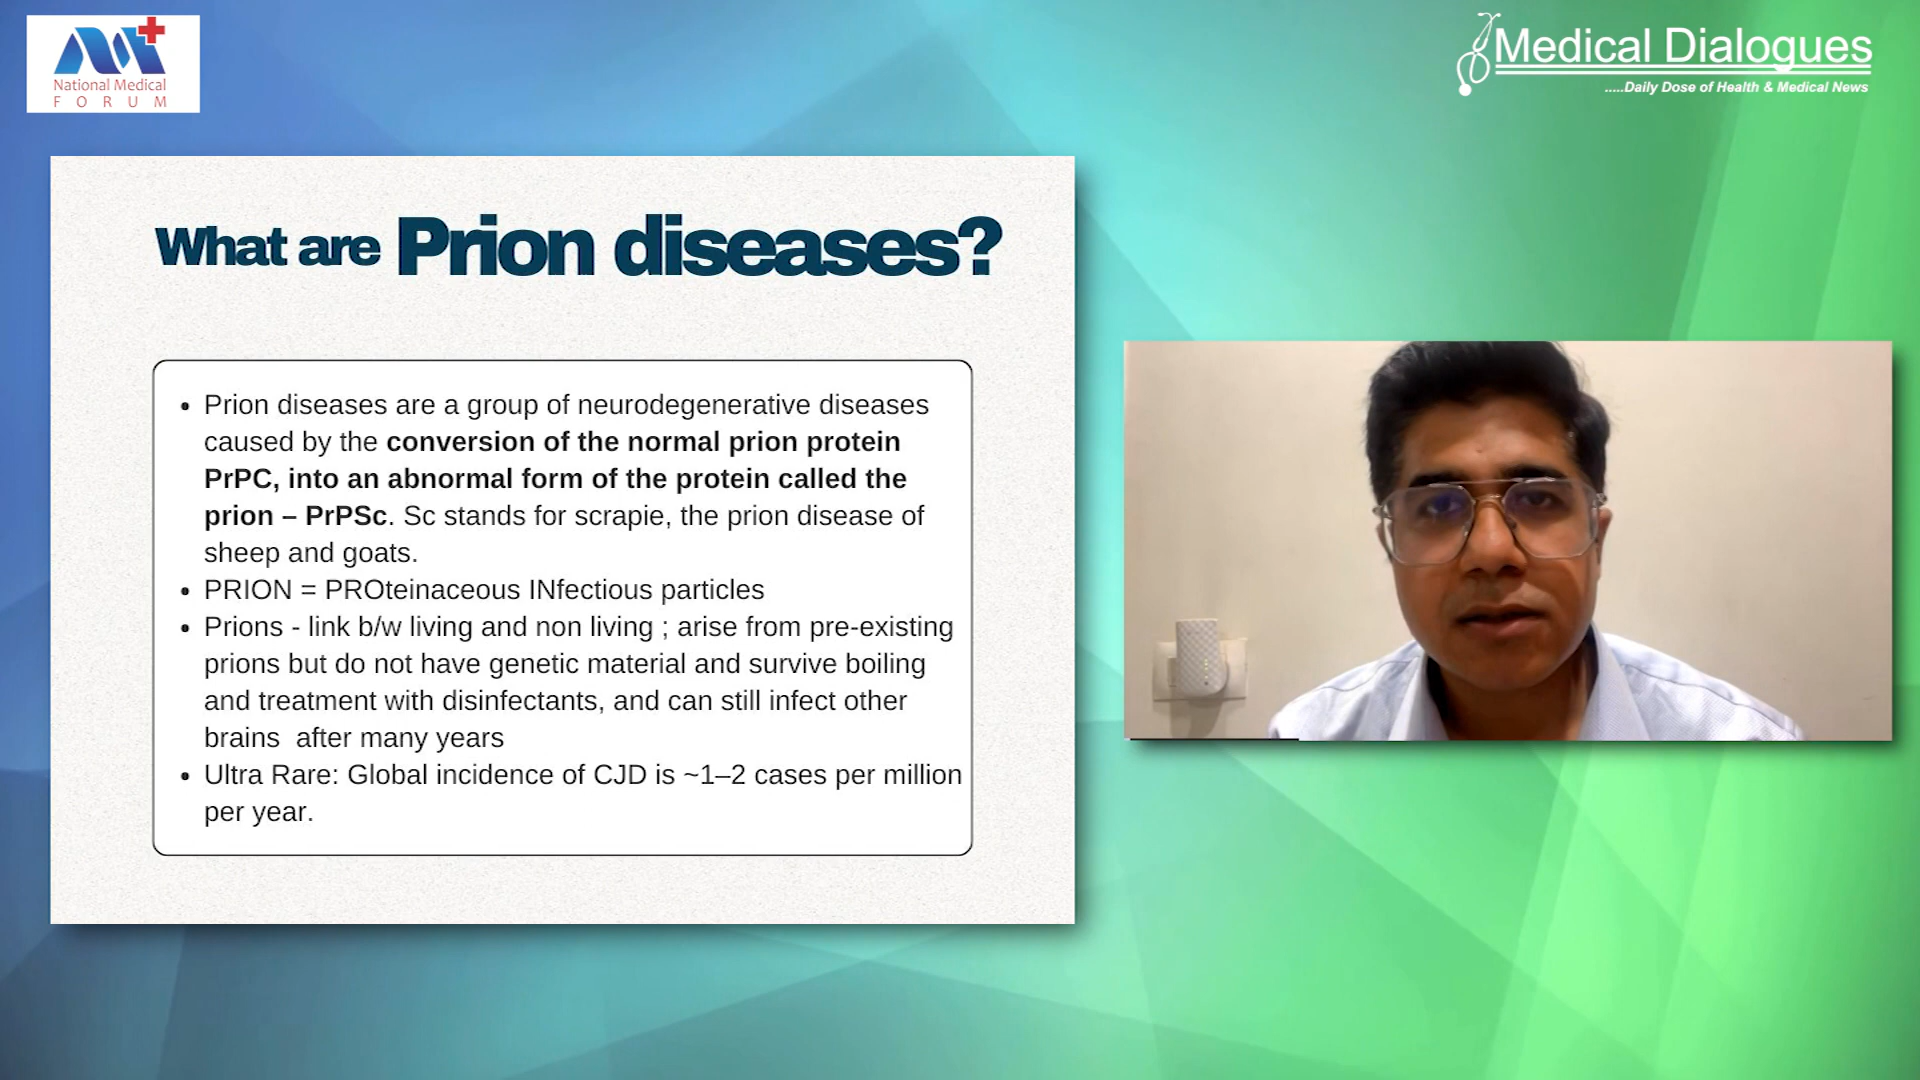 National Medical
FORUM
Medical Dialogues
.....Daily Dose of Health & Medical News
What are Prion diseases?
• Prion diseases are a group of neurodegenerative diseases
caused by the conversion of the normal prion protein
PrPC, into an abnormal form of the protein called the
prion – PrPSc. Sc stands for scrapie, the prion disease of
sheep and goats.
• PRION = PROteinaceous INfectious particles
• Prions - link b/w living and non living ; arise from pre-existing
prions but do not have genetic material and survive boiling
and treatment with disinfectants, and can still infect other
brains  after many years
• Ultra Rare: Global incidence of CJD is ~1–2 cases per million
per year.